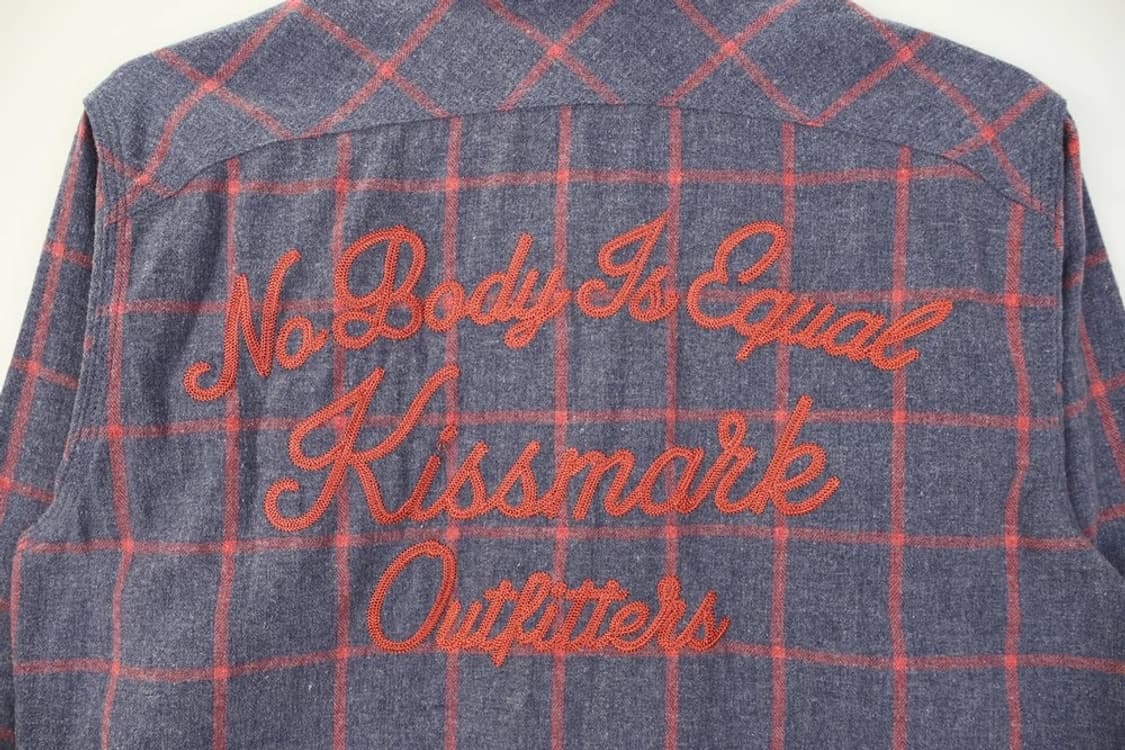 No Body Is Equal
Kissmark
Outfitters